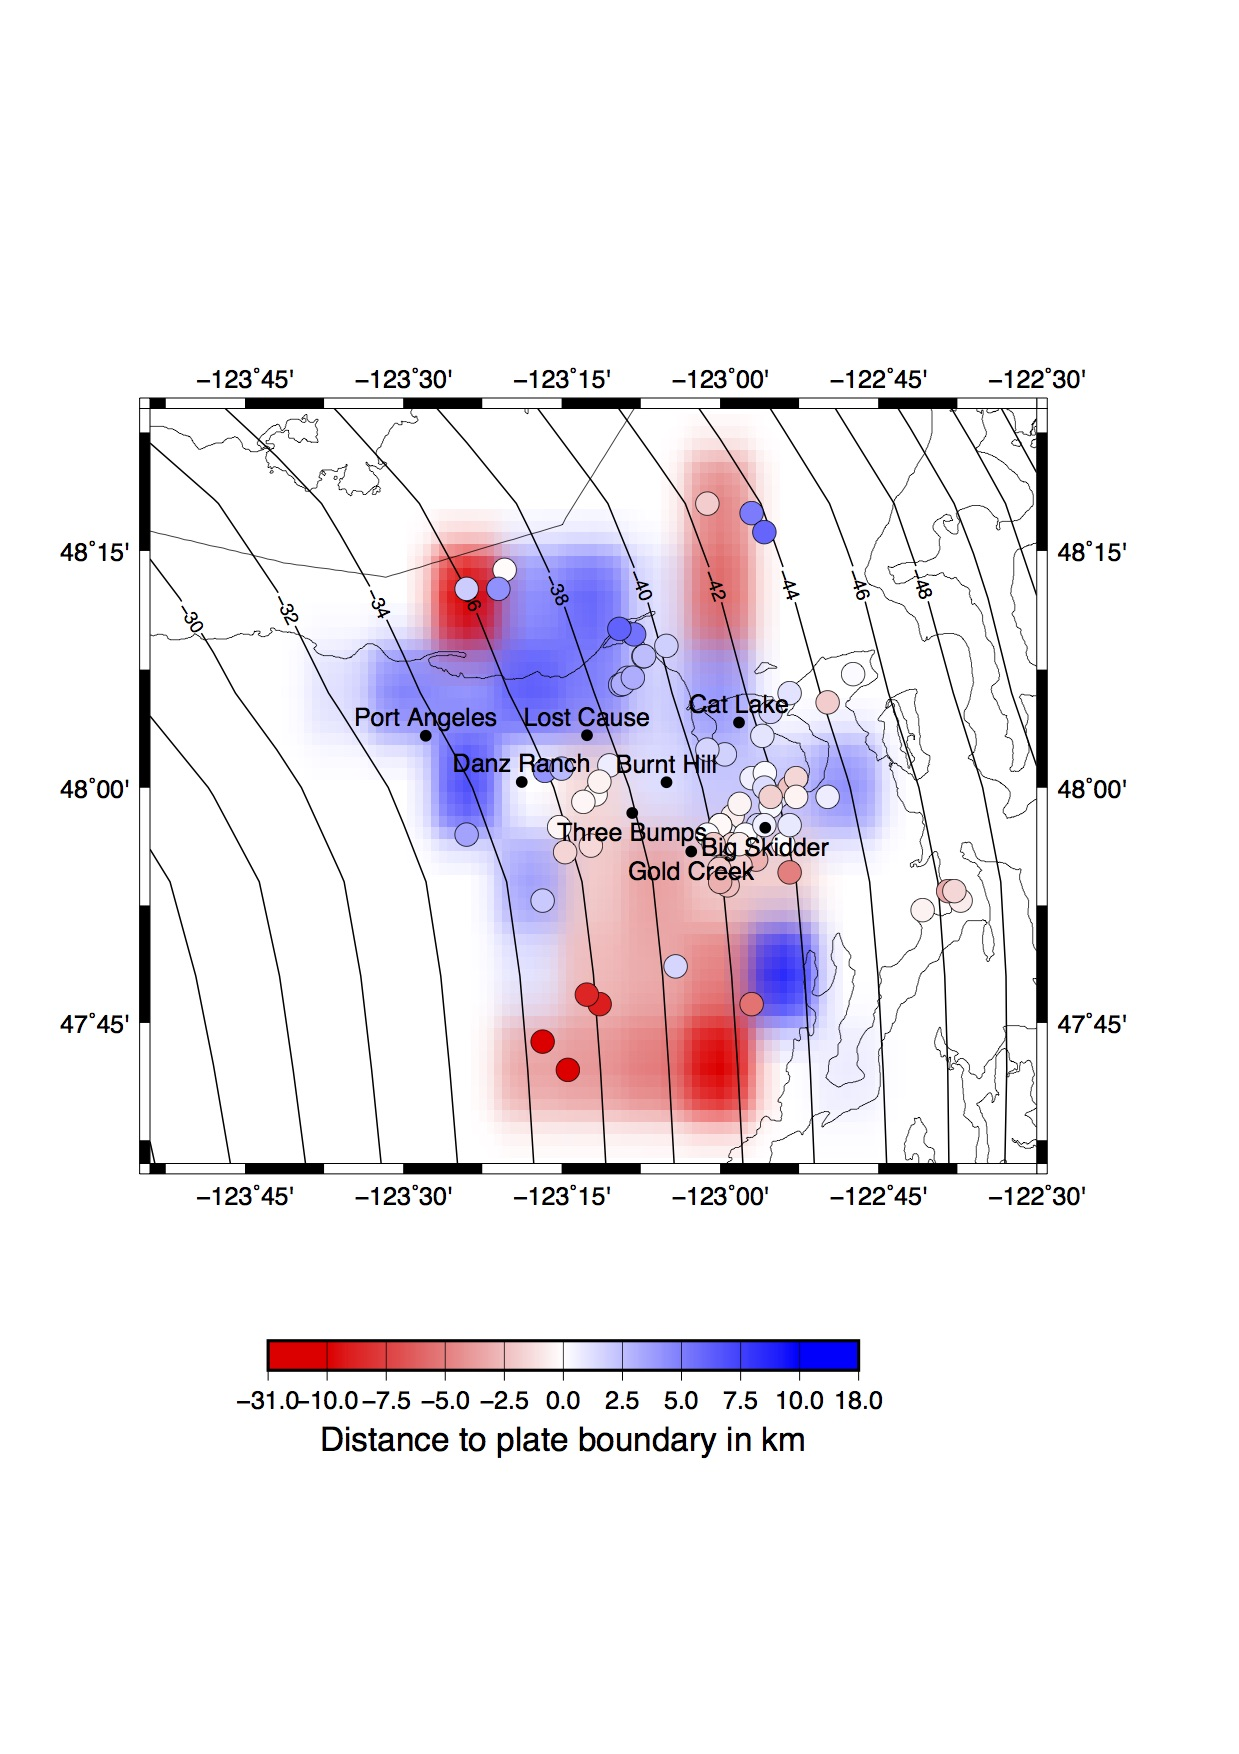 −123˚45' −123˚30' −123˚15' −123˚00' −122˚45' −122˚30'
48˚15' 48˚15'
−30 −32 −34 6 −38 −40 −42 −44 −46 −48
Cat Lake
Port Angeles Lost Cause
Danz Ranch Burnt Hill
48˚00' 48˚00'
Three Bumps
Big Skidder
Gold Creek
47˚45' 47˚45'
−123˚45' −123˚30' −123˚15' −123˚00' −122˚45' −122˚30'
−31.0 −10.0 −7.5 −5.0 −2.5 0.0 2.5 5.0 7.5 10.0 18.0
Distance to plate boundary in km